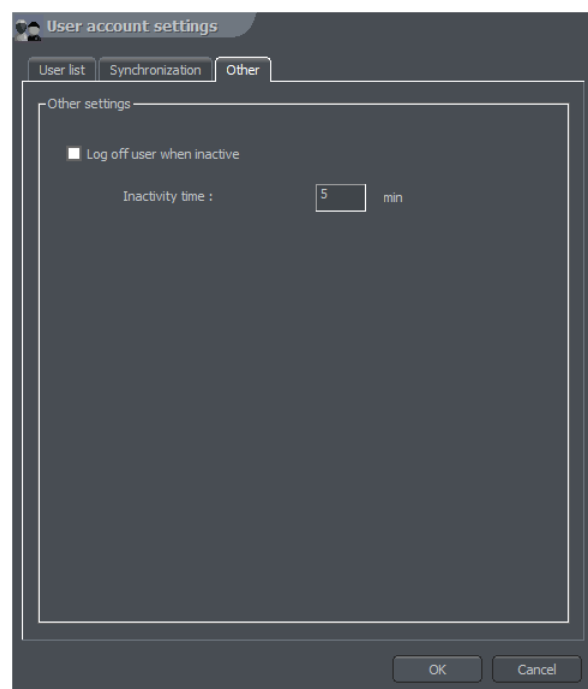 User account settings
User list Synchronization Other
Other settings
Log off user when inactive
Inactivity time : 5 min
OK Cancel